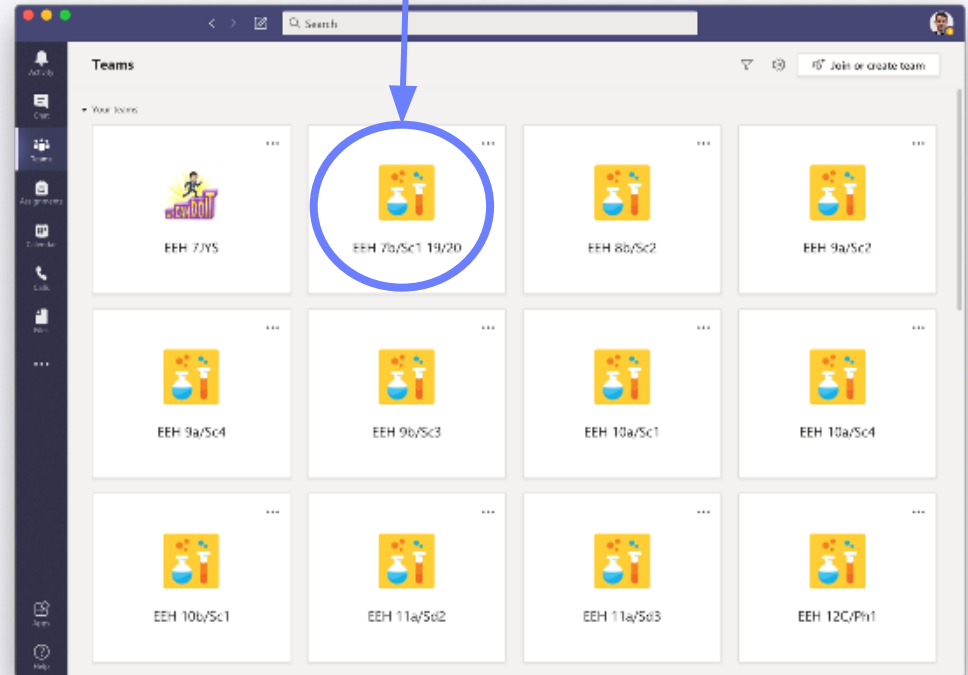 Search
Activity
Chat
Teams
Assignments
Calendar
Calls
Files
Apps
Help
Teams
Join or create team
Your teams
EEH 7JYS
EEH 7b/Sc1 19/20
EEH 8b/Sc2
EEH 9a/Sc2
EEH 9a/Sc4
EEH 9b/Sc3
EEH 10a/Sc1
EEH 10a/Sc4
EEH 10b/Sc1
EEH 11a/Sd2
EEH 11a/Sd3
EEH 12C/Ph1